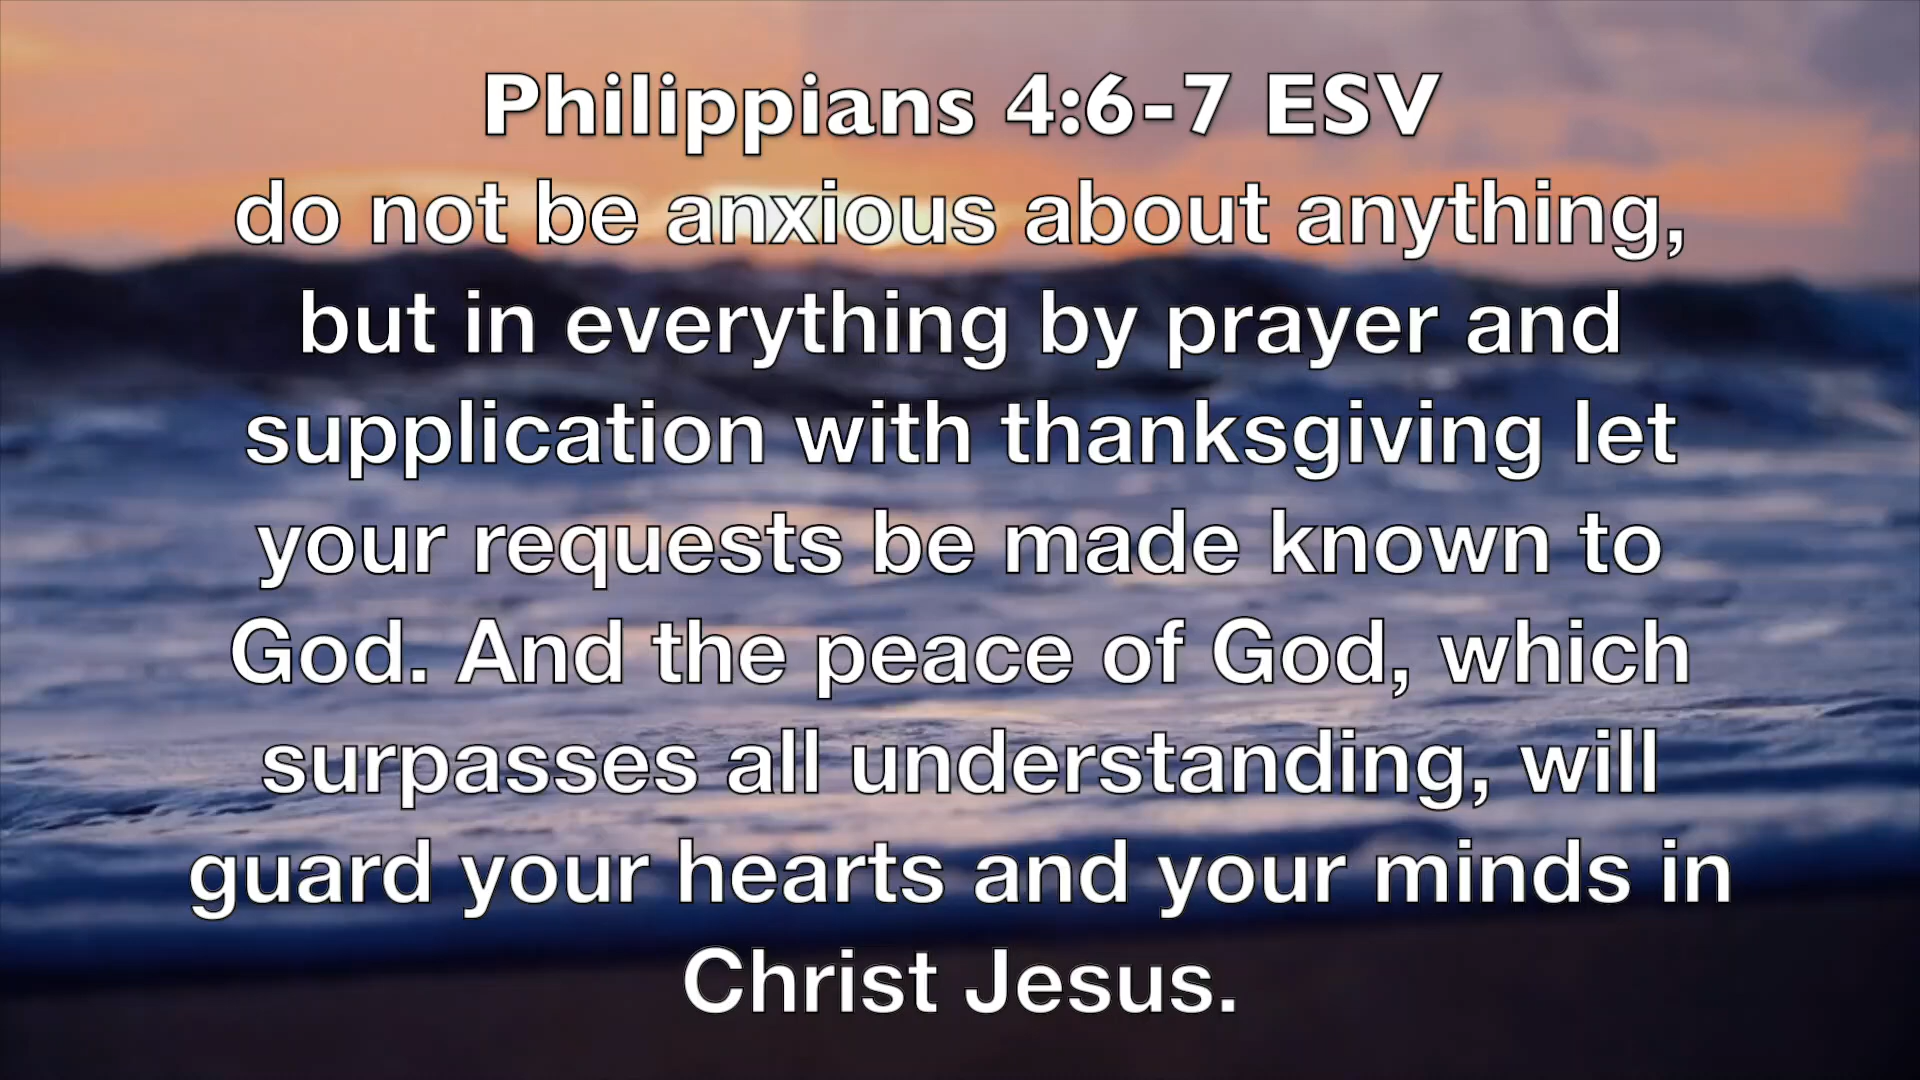 Philippians 4:6-7 ESV
do not be anxious about anything,
but in everything by prayer and
supplication with thanksgiving let
your requests be made known to
God. And the peace of God, which
surpasses all understanding, will
guard your hearts and your minds in
Christ Jesus.